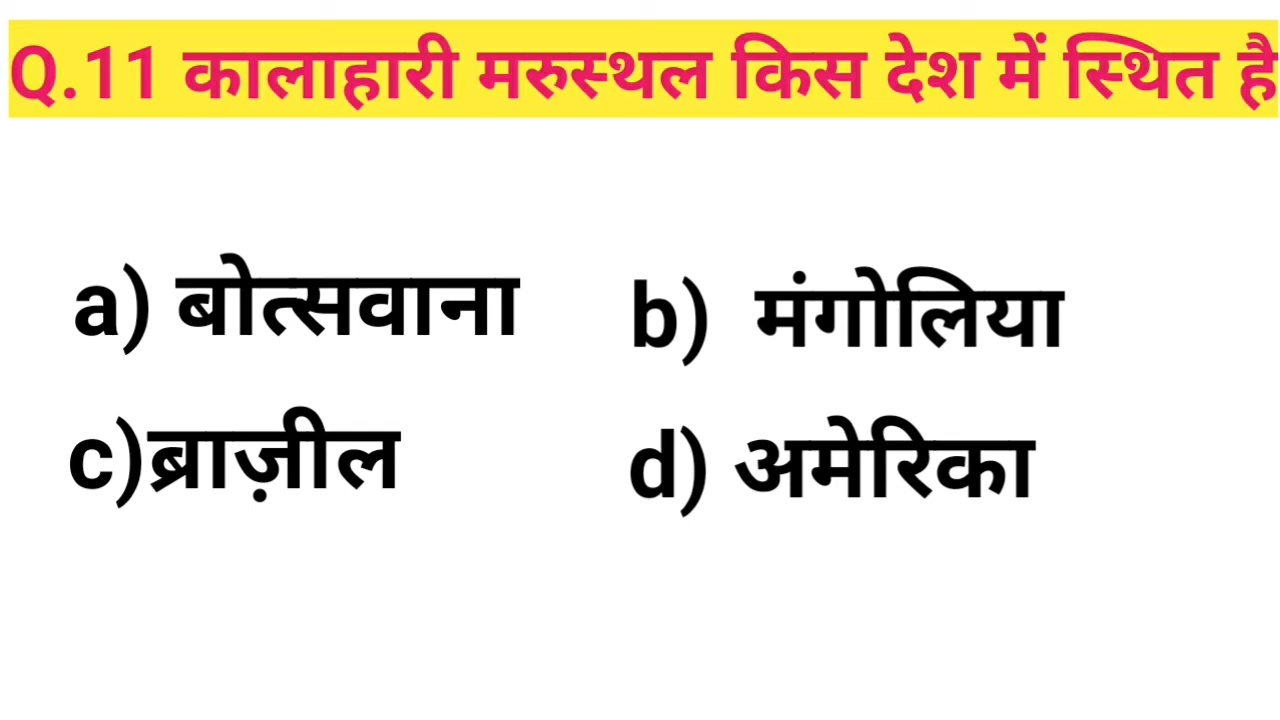 Q.11 कालाहारी मरुस्थल किस देश में स्थित है
a) बोत्सवाना b) मंगोलिया
c)ब्राज़ील d) अमेरिका